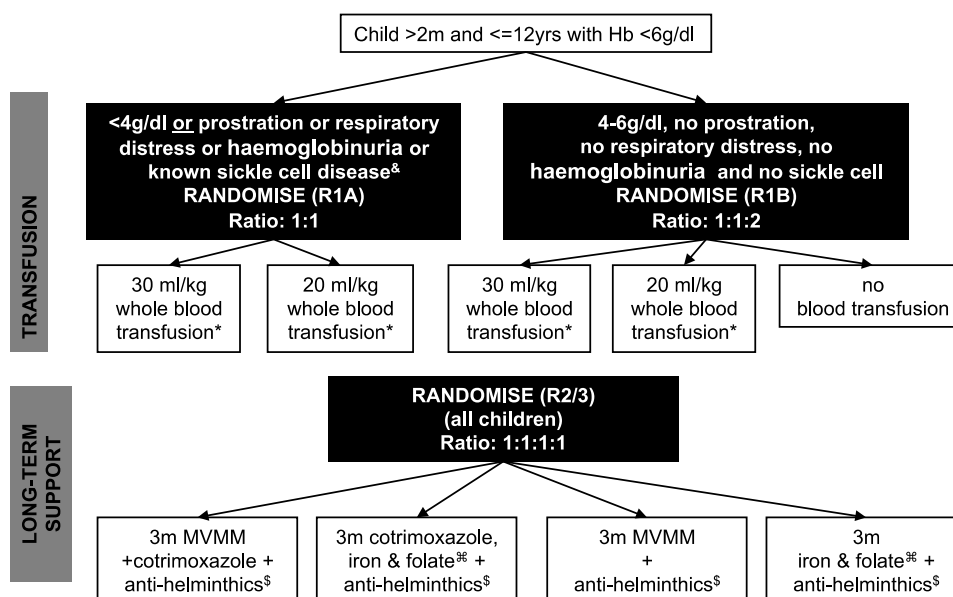 Child >2m and <=12yrs with Hb <6g/dl
TRANSFUSION
<4g/dl or prostration or respiratory
distress or haemoglobinuria or
known sickle cell disease&
RANDOMISE (R1A)
Ratio: 1:1
4-6g/dl, no prostration,
no respiratory distress, no
haemoglobinuria and no sickle cell
RANDOMISE (R1B)
Ratio: 1:1:2
30 ml/kg
whole blood
transfusion*
20 ml/kg
whole blood
transfusion*
30 ml/kg
whole blood
transfusion*
20 ml/kg
whole blood
transfusion*
no
blood transfusion
LONG-TERM
SUPPORT
RANDOMISE (R2/3)
(all children)
Ratio: 1:1:1:1
3m MVMM
+cotrimoxazole +
anti-helminthics$
3m cotrimoxazole,
iron & folate⌘ +
anti-helminthics$
3m MVMM
+
anti-helminthics$
3m
iron & folate⌘ +
anti-helminthics$